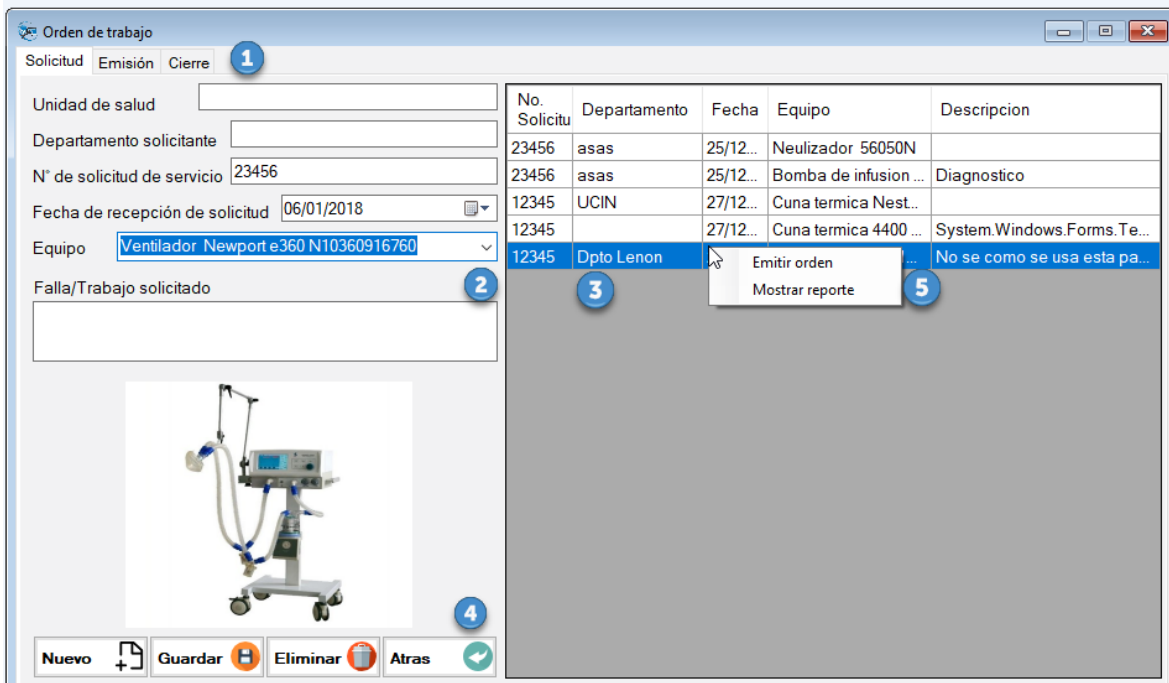 Orden de trabajo
Solicitud Emisión Cierre 1
Unidad de salud
Departamento solicitante
N° de solicitud de servicio 23456
Fecha de recepción de solicitud 06/01/2018
Equipo Ventilador Newport e360 N10360916760
2
Falla/Trabajo solicitado
4
Nuevo Guardar Eliminar Atras
No. Solicitu Departamento Fecha Equipo Descripcion
23456 asas 25/12... Neulizador 56050N
23456 asas 25/12... Bomba de infusion ... Diagnostico
12345 UCIN 27/12... Cuna termica Nest...
12345 27/12... Cuna termica 4400 ... System.Windows.Forms.Te...
12345 Dpto Lenon No se como se usa esta pa...
3
Emitir orden
Mostrar reporte
5